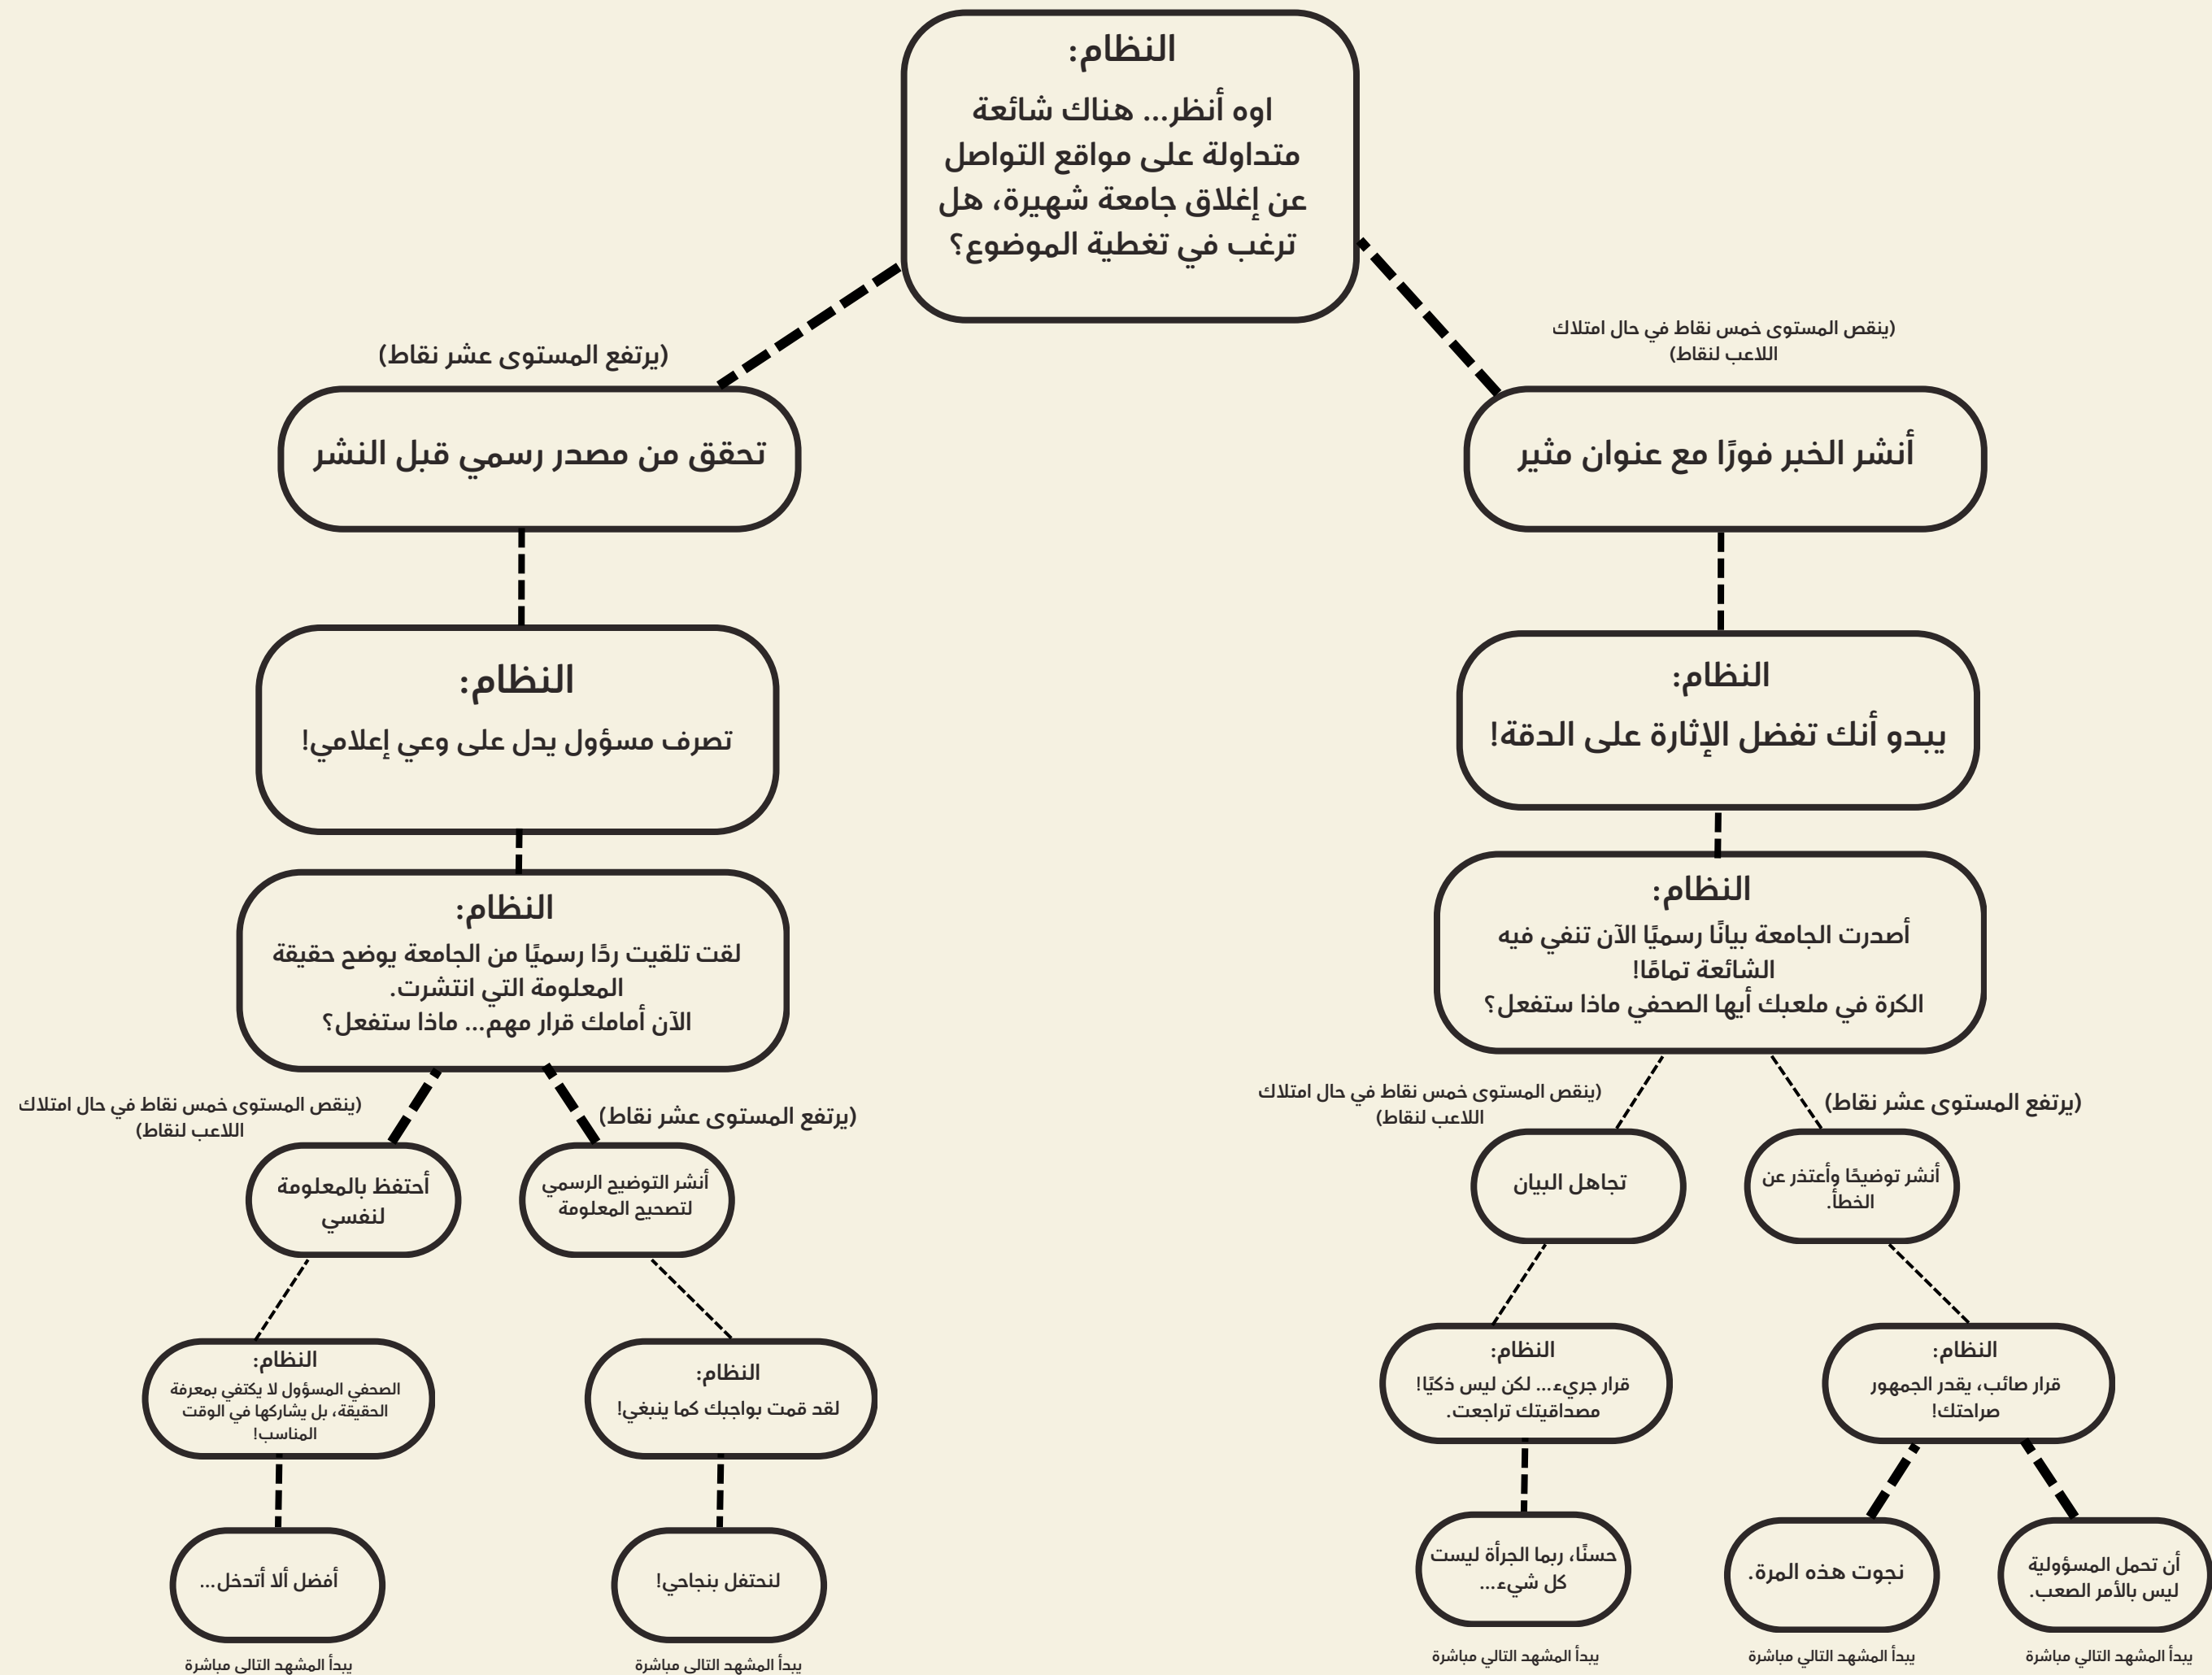 النظام:
اوه أنظر... هناك شائعة
متداولة على مواقع التواصل
عن إغلاق جامعة شهيرة، هل
ترغب في تغطية الموضوع؟
(ينقص المستوى خمس نقاط في حال امتلاك
اللاعب لنقاط)
أنشر الخبر فورًا مع عنوان مثير
النظام:
يبدو أنك تفضل الإثارة على الدقة!
النظام:
أصدرت الجامعة بيانًا رسميًا الآن تنفي فيه
الشائعة تمامًا!
الكرة في ملعبك أيها الصحفي ماذا ستفعل؟
(يرتفع المستوى عشر نقاط)
أنشر توضيحًا وأعتذر عن
الخطأ.
النظام:
قرار صائب، يقدر الجمهور
صراحتك!
أن تحمل المسؤولية
ليس بالأمر الصعب.
يبدأ المشهد التالي مباشرة
نجوت هذه المرة.
يبدأ المشهد التالي مباشرة
(ينقص المستوى خمس نقاط في حال امتلاك
اللاعب لنقاط)
تجاهل البيان
النظام:
قرار جريء... لكن ليس ذكيًا!
مصداقيتك تراجعت.
حسنًا، ربما الجرأة ليست
كل شيء...
يبدأ المشهد التالي مباشرة
(يرتفع المستوى عشر نقاط)
تحقق من مصدر رسمي قبل النشر
النظام:
تصرف مسؤول يدل على وعي إعلامي!
النظام:
لقت تلقيت ردًا رسميًا من الجامعة يوضح حقيقة
المعلومة التي انتشرت.
الآن أمامك قرار مهم... ماذا ستفعل؟
(يرتفع المستوى عشر نقاط)
أنشر التوضيح الرسمي
لتصحيح المعلومة
النظام:
لقد قمت بواجبك كما ينبغي!
لنحتفل بنجاحي!
يبدأ المشهد التالي مباشرة
(ينقص المستوى خمس نقاط في حال امتلاك
اللاعب لنقاط)
أحتفظ بالمعلومة
لنفسي
النظام:
الصحفي المسؤول لا يكتفي بمعرفة
الحقيقة، بل يشاركها في الوقت
المناسب!
أفضل ألا أتدخل...
يبدأ المشهد التالي مباشرة